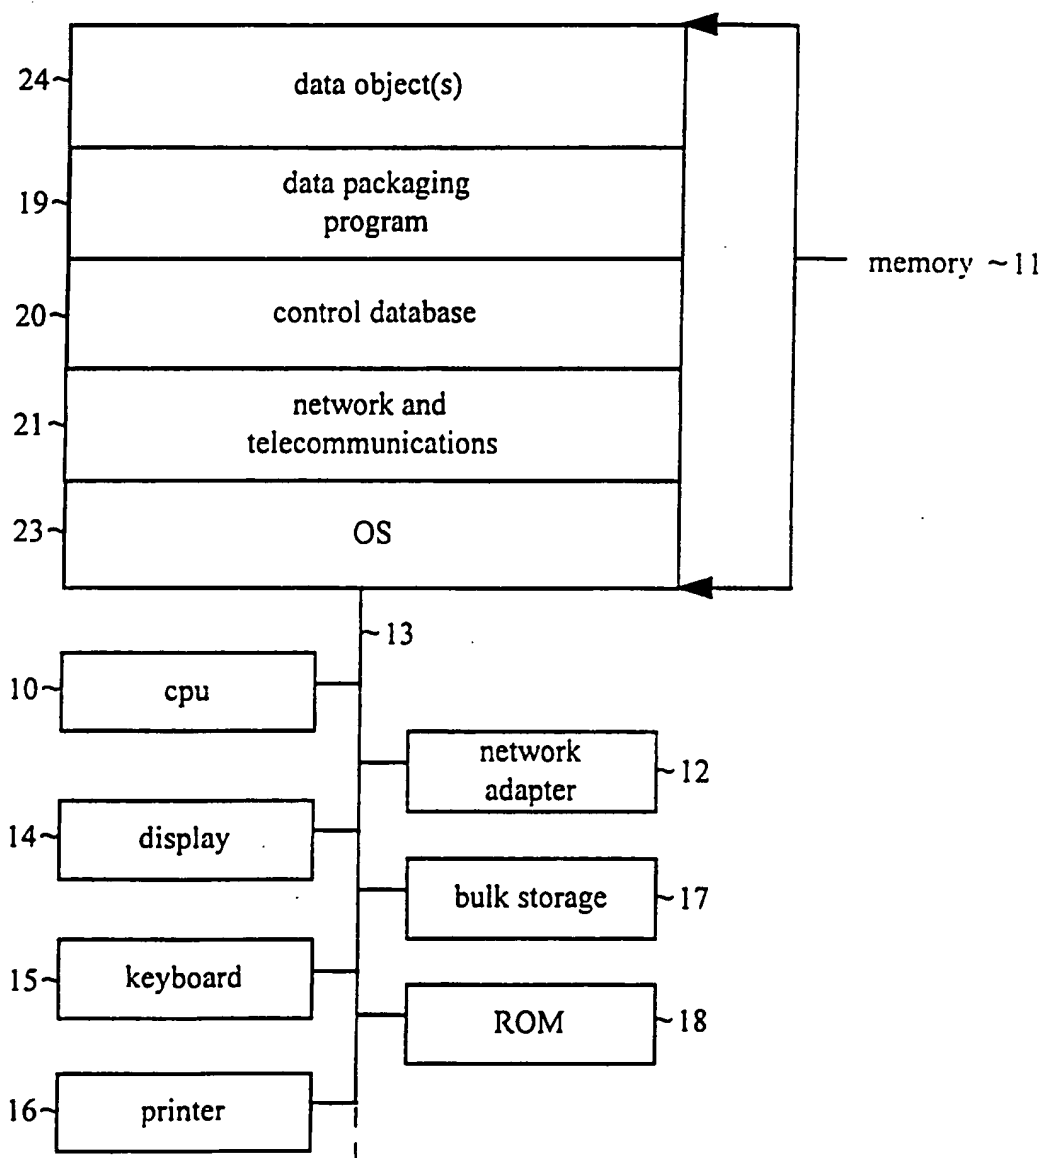 24~ data object(s)
19~ data packaging
program
memory ~11
20~ control database
21~ network and
telecommunications
23~ OS
~13
10~ cpu
network
adapter ~12
14~ display
bulk storage ~17
15~ keyboard
ROM ~18
16~ printer